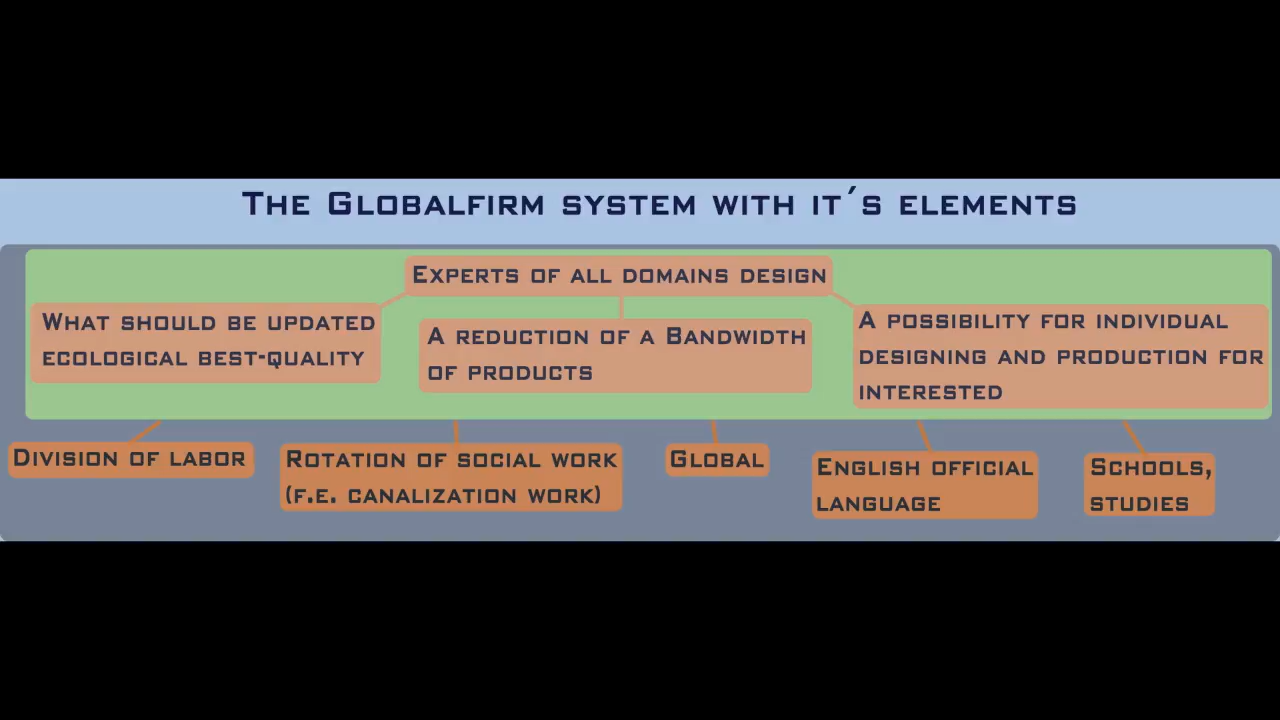 The Globalfirm system with it´s elements
Experts of all domains design
What should be updated
ecological best-quality
A reduction of a Bandwidth
of products
A possibility for individual
designing and production for
interested
Division of labor
Rotation of social work
(f.e. canalization work)
Global
English official
language
Schools,
studies